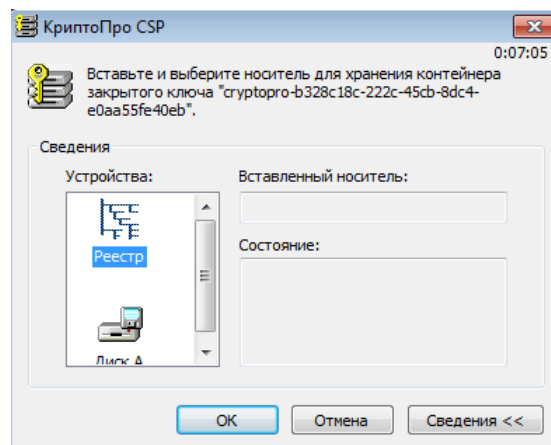 КриптоПро CSP
0:07:05
Вставьте и выберите носитель для хранения контейнера
закрытого ключа "cryptopro-b328c18c-222c-45cb-8dc4-
e0aa55fe40eb".
Сведения
Устройства:
Вставленный носитель:
Реестр
Состояние:
Диск A
ОК
Отмена
Сведения <<